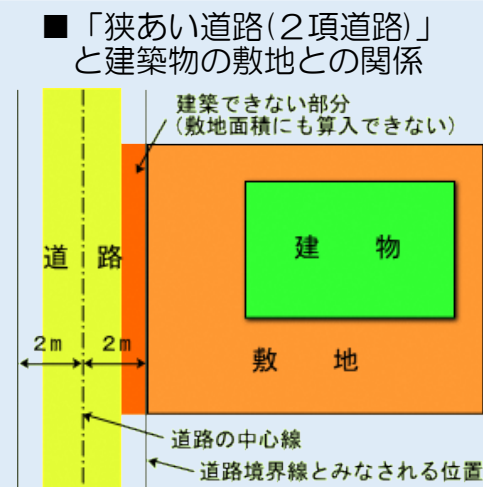 ■「狭あい道路(２項道路)」
と建築物の敷地との関係
建築できない部分
(敷地面積にも算入できない)
建　物
道　路
2m　2m
敷　地
道路の中心線
道路境界線とみなされる位置